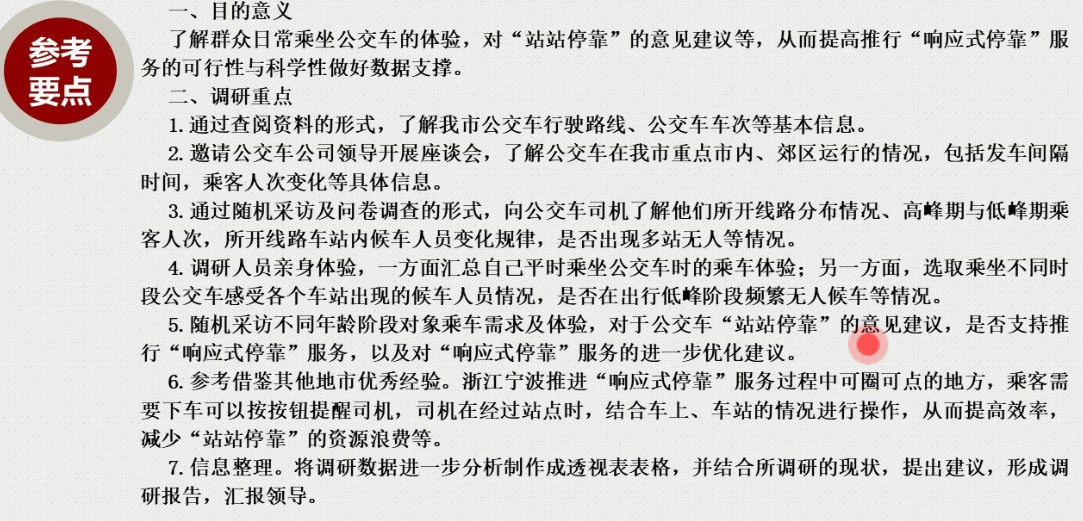 参考
要点
一、目的意义
了解群众日常乘坐公交车的体验，对“站站停靠”的意见建议等，从而提高推行“响应式停靠”服
务的可行性与科学性做好数据支撑。
二、调研重点
1.通过查阅资料的形式，了解我市公交车行驶路线、公交车车次等基本信息。
2.邀请公交车公司领导开展座谈会，了解公交车在我市重点市内、郊区运行的情况，包括发车间隔
时间，乘客人次变化等具体信息。
3.通过随机采访及问卷调查的形式，向公交车司机了解他们所开线路分布情况、高峰期与低峰期乘
客人次，所开线路车站内候车人员变化规律，是否出现多站无人等情况。
4.调研人员亲身体验，一方面汇总自己平时乘坐公交车时的乘车体验；另一方面，选取乘坐不同时
段公交车感受各个车站出现的候车人员情况，是否在出行低峰阶段频繁无人候车等情况。
5.随机采访不同年龄阶段对象乘车需求及体验，对于公交车“站站停靠”的意见建议，是否支持推
行“响应式停靠”服务，以及对“响应式停靠”服务的进一步优化建议。
6.参考借鉴其他地市优秀经验。浙江宁波推进“响应式停靠”服务过程中可圈可点的地方，乘客需
要下车可以按按钮提醒司机，司机在经过站点时，结合车上、车站的情况进行操作，从而提高效率，
减少“站站停靠”的资源浪费等。
7.信息整理。将调研数据进一步分析制作成透视表表格，并结合所调研的现状，提出建议，形成调
研报告，汇报领导。